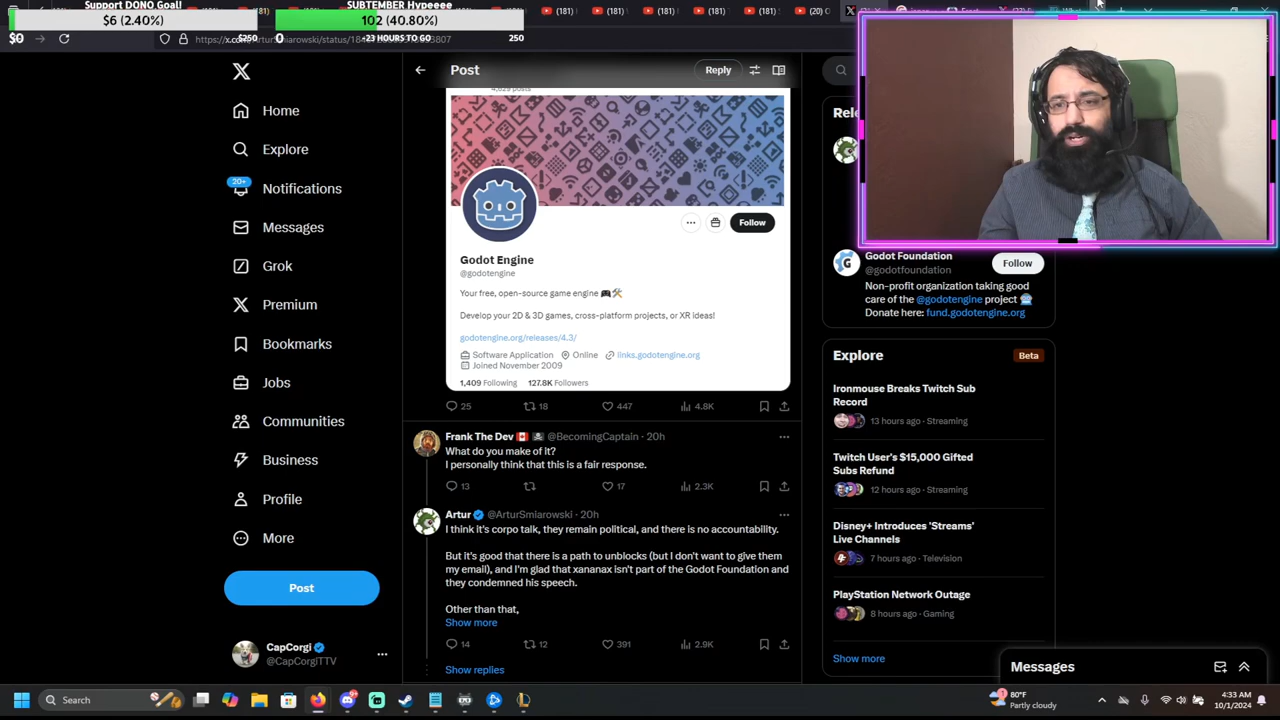 Support DONO Goal!
$6 (2.40%)
$0
$250
SUBTEMBER Hypeeee
102 (40.80%)
0
-23 HOURS TO GO
250
(181)
(181)
(181)
(181)
(181)
(20)
Post
Reply
Home
Explore
20+
Notifications
Messages
Grok
Premium
Bookmarks
Jobs
Communities
Business
Profile
More
Post
CapCorgi
@CapCorgiTTV
Follow
Godot Engine
@godotengine
Your free, open-source game engine 🎮🛠️
Develop your 2D & 3D games, cross-platform projects, or XR ideas!
godotengine.org/releases/4.3/
Software Application Online links.godotengine.org
Joined November 2009
1,409 Following 127.8K Followers
25 18 447 4.8K
Frank The Dev 🇨🇦 🏴‍☠️ @BecomingCaptain · 20h
What do you make of it?
I personally think that this is a fair response.
13 17 2.3K
Artur @ArturSmiarowski · 20h
I think it's corpo talk, they remain political, and there is no accountability.
But it's good that there is a path to unblocks (but I don't want to give them
my email), and I'm glad that xananax isn't part of the Godot Foundation and
they condemned his speech.
Other than that,
Show more
14 12 391 2.9K
Show replies
Rele
Godot Foundation
@godotfoundation
Follow
Non-profit organization taking good
care of the @godotengine project
Donate here: fund.godotengine.org
Explore
Beta
Ironmouse Breaks Twitch Sub
Record
13 hours ago · Streaming
Twitch User's $15,000 Gifted
Subs Refund
12 hours ago · Streaming
Disney+ Introduces 'Streams'
Live Channels
7 hours ago · Television
PlayStation Network Outage
8 hours ago · Gaming
Show more
Messages
Search
80°F
Partly cloudy
4:33 AM
10/1/2024